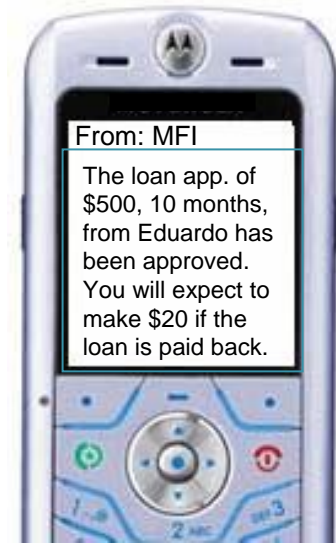 From: MFI
The loan app. of
$500, 10 months,
from Eduardo has
been approved.
You will expect to
make $20 if the
loan is paid back.
2 ABC
3